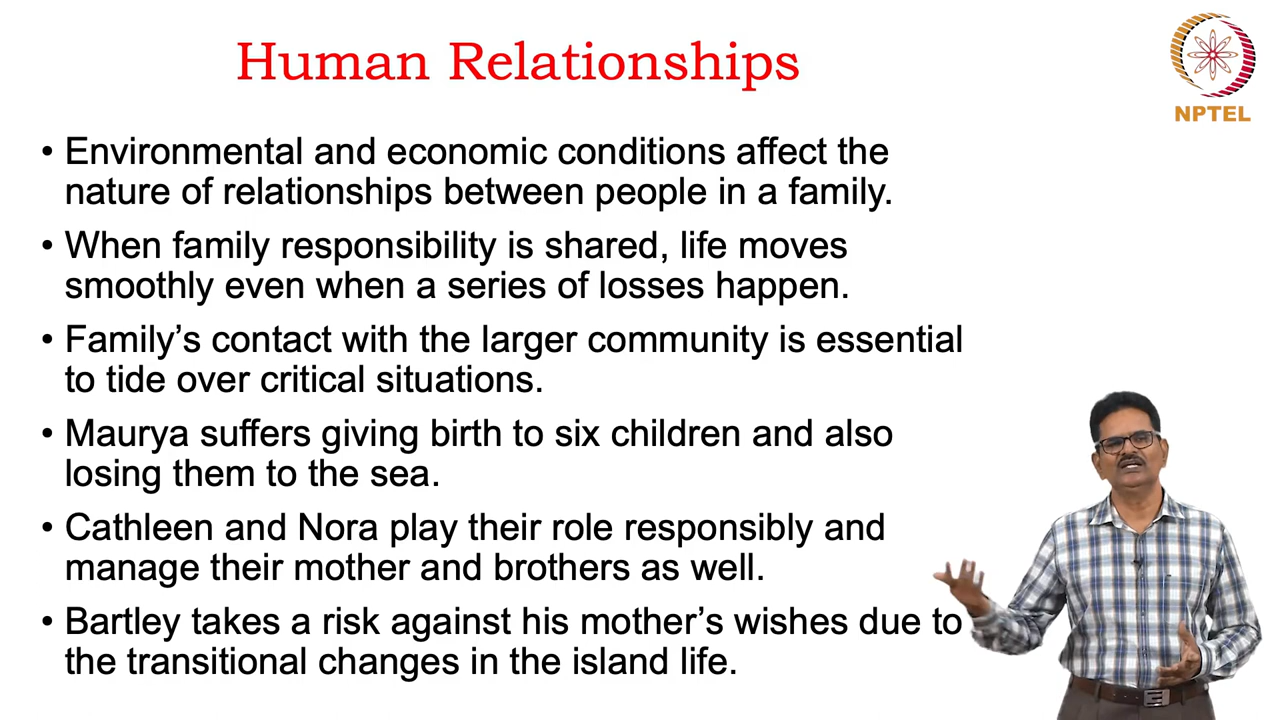 Human Relationships
NPTEL
• Environmental and economic conditions affect the
nature of relationships between people in a family.
• When family responsibility is shared, life moves
smoothly even when a series of losses happen.
• Family’s contact with the larger community is essential
to tide over critical situations.
• Maurya suffers giving birth to six children and also
losing them to the sea.
• Cathleen and Nora play their role responsibly and
manage their mother and brothers as well.
• Bartley takes a risk against his mother’s wishes due to
the transitional changes in the island life.